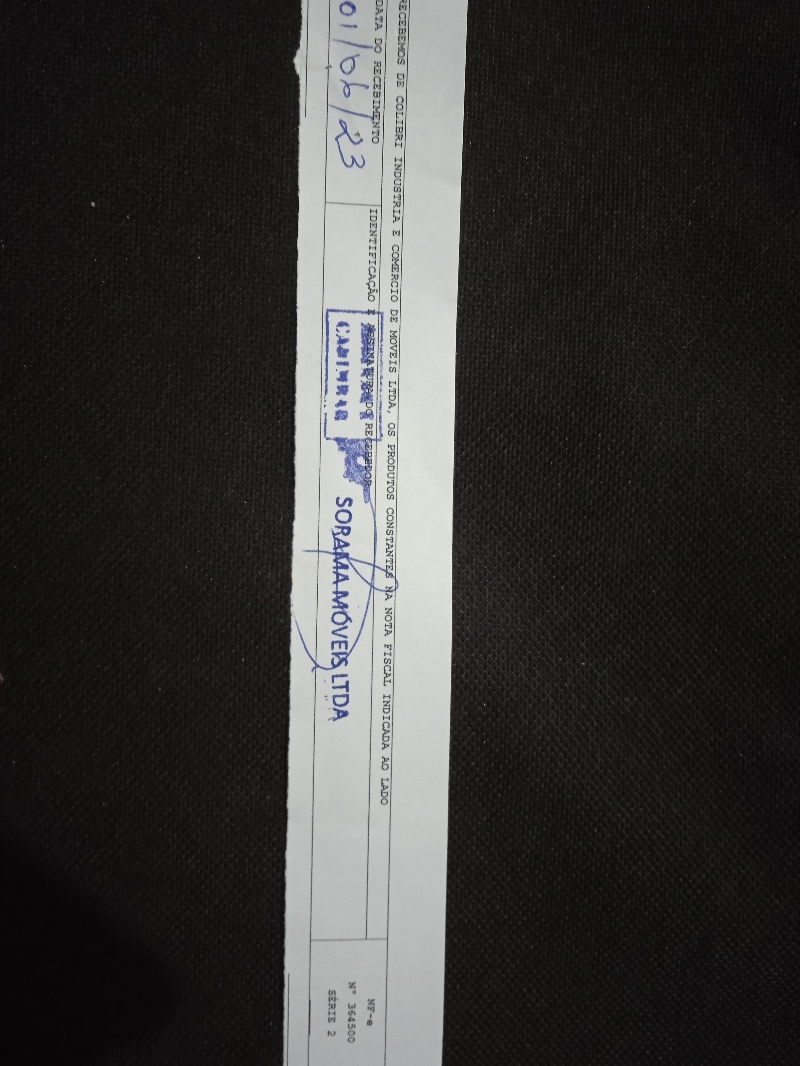 RECEBEMOS DE COLIBRI INDUSTRIA E COMERCIO DE MOVEIS LTDA, OS PRODUTOS CONSTANTES NA NOTA FISCAL INDICADA AO LADO
DATA DO RECEBIMENTO
01/06/23
IDENTIFICAÇÃO E ASSINATURA DO RECEBEDOR
SORAMA MÓVEIS LTDA
NF-e
Nº 364500
SÉRIE 2